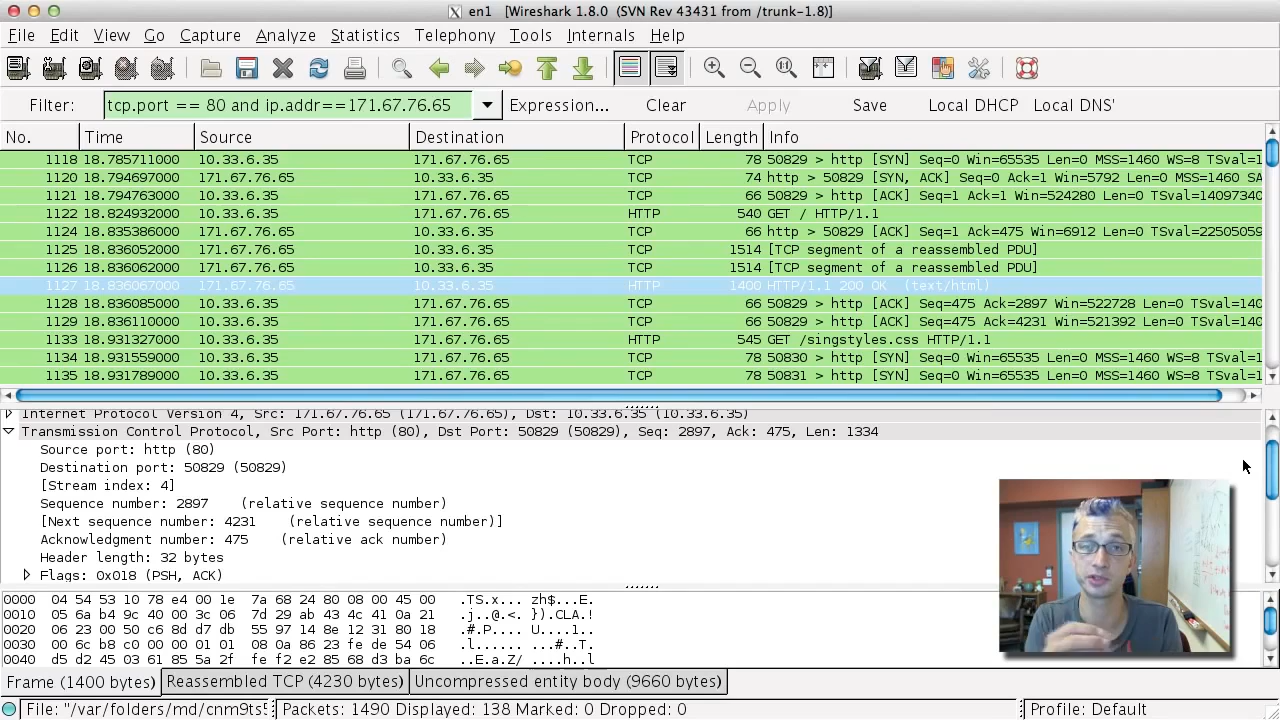 en1 [Wireshark 1.8.0 (SVN Rev 43431 from /trunk-1.8)]
File Edit View Go Capture Analyze Statistics Telephony Tools Internals Help
Filter: tcp.port == 80 and ip.addr==171.67.76.65 Expression... Clear Apply Save Local DHCP Local DNS'
No. Time Source Destination Protocol Length Info
1118 18.785711000 10.33.6.35 171.67.76.65 TCP 78 50829 > http [SYN] Seq=0 Win=65535 Len=0 MSS=1460 WS=8 TSval=1
1120 18.794697000 171.67.76.65 10.33.6.35 TCP 74 http > 50829 [SYN, ACK] Seq=0 Ack=1 Win=5792 Len=0 MSS=1460 SA
1121 18.794763000 10.33.6.35 171.67.76.65 TCP 66 50829 > http [ACK] Seq=1 Ack=1 Win=524280 Len=0 TSval=14097340
1122 18.824932000 10.33.6.35 171.67.76.65 HTTP 540 GET / HTTP/1.1
1124 18.835386000 171.67.76.65 10.33.6.35 TCP 66 http > 50829 [ACK] Seq=1 Ack=475 Win=6912 Len=0 TSval=22505059
1125 18.836052000 171.67.76.65 10.33.6.35 TCP 1514 [TCP segment of a reassembled PDU]
1126 18.836062000 171.67.76.65 10.33.6.35 TCP 1514 [TCP segment of a reassembled PDU]
1127 18.836067000 171.67.76.65 10.33.6.35 HTTP 1400 HTTP/1.1 200 OK (text/html)
1128 18.836085000 10.33.6.35 171.67.76.65 TCP 66 50829 > http [ACK] Seq=475 Ack=2897 Win=522728 Len=0 TSval=140
1129 18.836110000 10.33.6.35 171.67.76.65 TCP 66 50829 > http [ACK] Seq=475 Ack=4231 Win=521392 Len=0 TSval=140
1133 18.931327000 10.33.6.35 171.67.76.65 HTTP 545 GET /singstyles.css HTTP/1.1
1134 18.931559000 10.33.6.35 171.67.76.65 TCP 78 50830 > http [SYN] Seq=0 Win=65535 Len=0 MSS=1460 WS=8 TSval=1
1135 18.931789000 10.33.6.35 171.67.76.65 TCP 78 50831 > http [SYN] Seq=0 Win=65535 Len=0 MSS=1460 WS=8 TSval=1
Internet Protocol Version 4, Src: 171.67.76.65 (171.67.76.65), Dst: 10.33.6.35 (10.33.6.35)
Transmission Control Protocol, Src Port: http (80), Dst Port: 50829 (50829), Seq: 2897, Ack: 475, Len: 1334
Source port: http (80)
Destination port: 50829 (50829)
[Stream index: 4]
Sequence number: 2897 (relative sequence number)
[Next sequence number: 4231 (relative sequence number)]
Acknowledgment number: 475 (relative ack number)
Header length: 32 bytes
Flags: 0x018 (PSH, ACK)
0000 04 54 53 10 78 e4 00 1e 7a 68 24 80 08 00 45 00 .TS.x... zh$...E.
0010 05 6a b4 9c 40 00 3c 06 7d 29 ab 43 4c 41 0a 21 .j..@.<. }).CLA.!
0020 06 23 00 50 c6 8d d7 db 55 97 14 8e 12 31 80 18 .#.P.... U....1..
0030 00 6c b8 c0 00 00 01 01 08 0a 86 23 fe de 54 06 .l...... ...#..T.
0040 d5 d2 45 03 61 85 5a 2f fe f2 e2 85 68 d3 ba 6c ..E.a.Z/ ....h..l
Frame (1400 bytes) Reassembled TCP (4230 bytes) Uncompressed entity body (9660 bytes)
File: "/var/folders/md/cnm9ts5 Packets: 1490 Displayed: 138 Marked: 0 Dropped: 0 Profile: Default